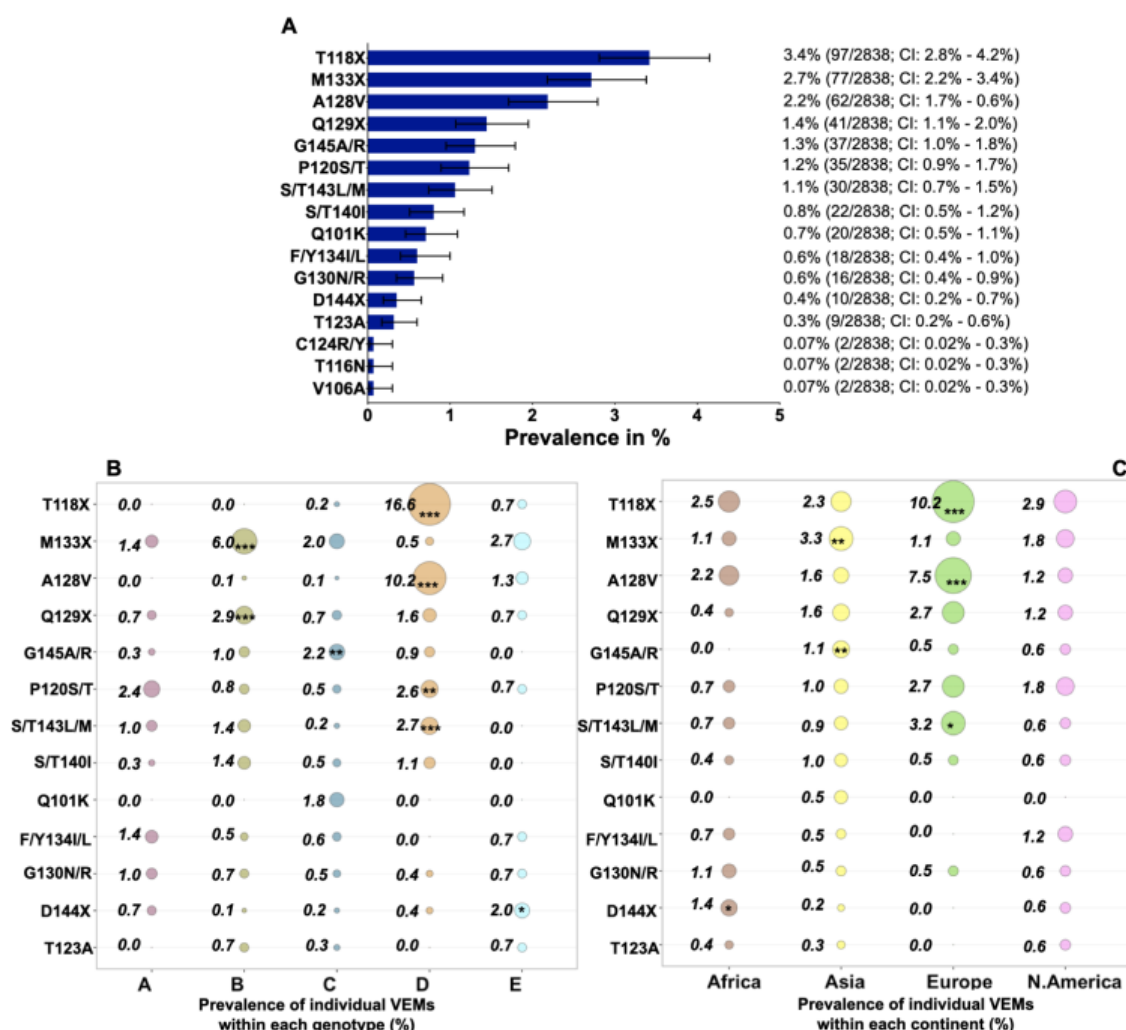 A
T118X 3.4% (97/2838; CI: 2.8% - 4.2%)
M133X 2.7% (77/2838; CI: 2.2% - 3.4%)
A128V 2.2% (62/2838; CI: 1.7% - 0.6%)
Q129X 1.4% (41/2838; CI: 1.1% - 2.0%)
G145A/R 1.3% (37/2838; CI: 1.0% - 1.8%)
P120S/T 1.2% (35/2838; CI: 0.9% - 1.7%)
S/T143L/M 1.1% (30/2838; CI: 0.7% - 1.5%)
S/T140I 0.8% (22/2838; CI: 0.5% - 1.2%)
Q101K 0.7% (20/2838; CI: 0.5% - 1.1%)
F/Y134I/L 0.6% (18/2838; CI: 0.4% - 1.0%)
G130N/R 0.6% (16/2838; CI: 0.4% - 0.9%)
D144X 0.4% (10/2838; CI: 0.2% - 0.7%)
T123A 0.3% (9/2838; CI: 0.2% - 0.6%)
C124R/Y 0.07% (2/2838; CI: 0.02% - 0.3%)
T116N 0.07% (2/2838; CI: 0.02% - 0.3%)
V106A 0.07% (2/2838; CI: 0.02% - 0.3%)
0 1 2 3 4 5
Prevalence in %
B
T118X 0.0 0.0 0.2 16.6 *** 0.7
M133X 1.4 6.0 *** 2.0 0.5 2.7
A128V 0.0 0.1 0.1 10.2 *** 1.3
Q129X 0.7 2.9 *** 0.7 1.6 0.7
G145A/R 0.3 1.0 2.2 ** 0.9 0.0
P120S/T 2.4 0.8 0.5 2.6 ** 0.7
S/T143L/M 1.0 1.4 0.2 2.7 *** 0.0
S/T140I 0.3 1.4 0.5 1.1 0.0
Q101K 0.0 0.0 1.8 0.0 0.0
F/Y134I/L 1.4 0.5 0.6 0.0 0.7
G130N/R 1.0 0.7 0.5 0.4 0.7
D144X 0.7 0.1 0.2 0.4 2.0 *
T123A 0.0 0.7 0.3 0.0 0.7
A B C D E
Prevalence of individual VEMs
within each genotype (%)
C
T118X 2.5 2.3 10.2 *** 2.9
M133X 1.1 3.3 ** 1.1 1.8
A128V 2.2 1.6 7.5 *** 1.2
Q129X 0.4 1.6 2.7 1.2
G145A/R 0.0 1.1 ** 0.5 0.6
P120S/T 0.7 1.0 2.7 1.8
S/T143L/M 0.7 0.9 3.2 * 0.6
S/T140I 0.4 1.0 0.5 0.6
Q101K 0.0 0.5 0.0 0.0
F/Y134I/L 0.7 0.5 0.0 1.2
G130N/R 1.1 0.5 0.5 0.6
D144X 1.4 * 0.2 0.0 0.6
T123A 0.4 0.3 0.0 0.6
Africa Asia Europe N.America
Prevalence of individual VEMs
within each continent (%)